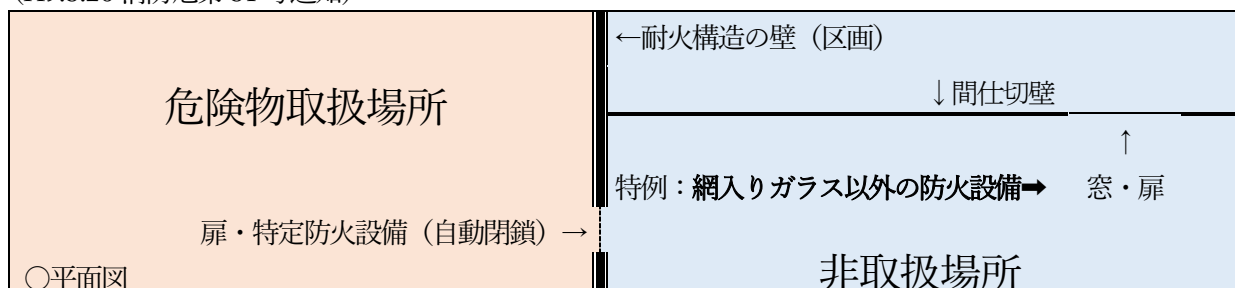 ←耐火構造の壁（区画）
危険物取扱場所
↓間仕切壁
↑
特例：網入りガラス以外の防火設備➡ 窓・扉
扉・特定防火設備（自動閉鎖）→
○平面図
非取扱場所